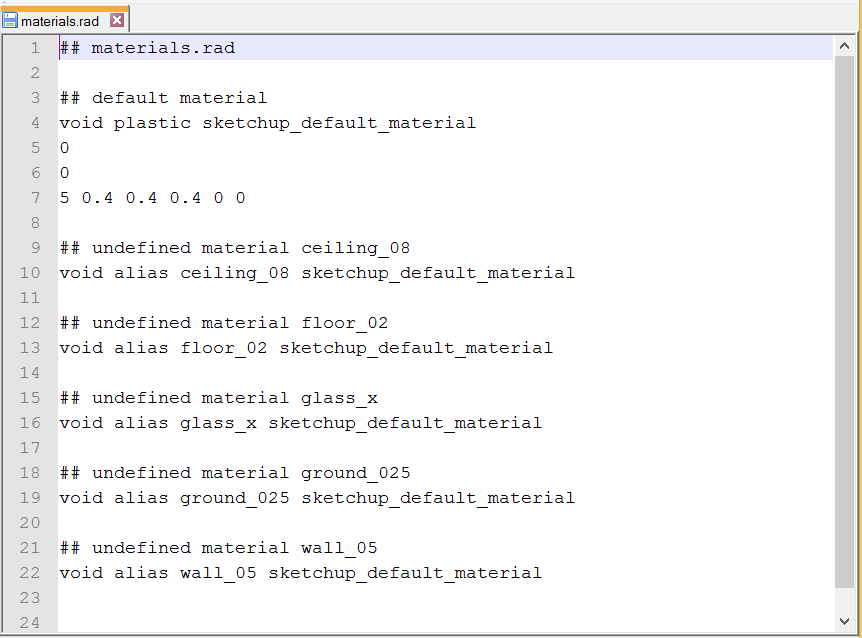 materials.rad
1 ## materials.rad
2
3 ## default material
4 void plastic sketchup_default_material
5 0
6 0
7 5 0.4 0.4 0.4 0 0
8
9 ## undefined material ceiling_08
10 void alias ceiling_08 sketchup_default_material
11
12 ## undefined material floor_02
13 void alias floor_02 sketchup_default_material
14
15 ## undefined material glass_x
16 void alias glass_x sketchup_default_material
17
18 ## undefined material ground_025
19 void alias ground_025 sketchup_default_material
20
21 ## undefined material wall_05
22 void alias wall_05 sketchup_default_material
23
24